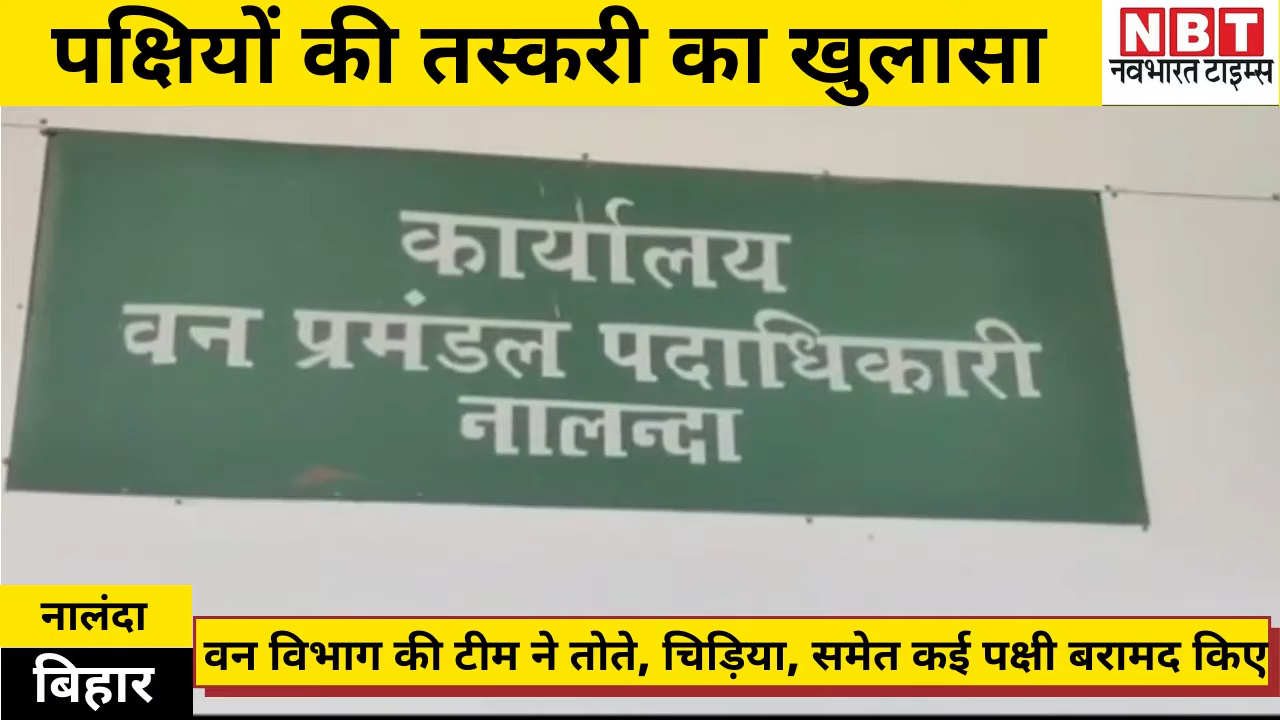 पक्षियों की तस्करी का खुलासा
NBT
नवभारत टाइम्स
कार्यालय
वन प्रमंडल पदाधिकारी
नालन्दा
नालंदा
बिहार
वन विभाग की टीम ने तोते, चिड़िया, समेत कई पक्षी बरामद किए